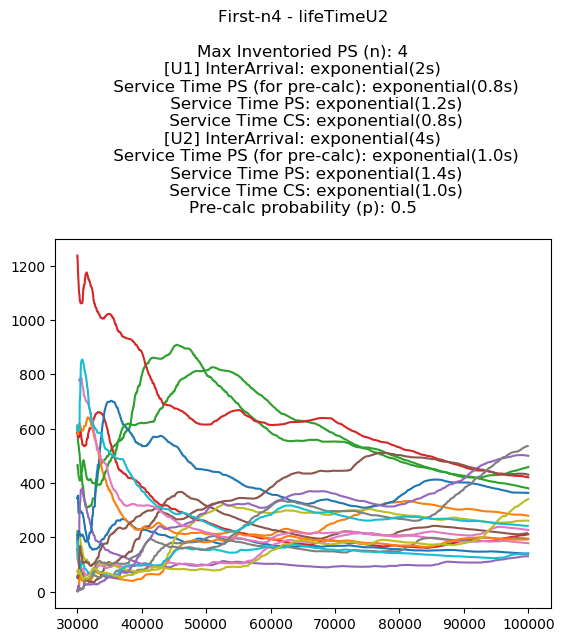 First-n4 - lifeTimeU2
Max Inventoried PS (n): 4
[U1] InterArrival: exponential(2s)
Service Time PS (for pre-calc): exponential(0.8s)
Service Time PS: exponential(1.2s)
Service Time CS: exponential(0.8s)
[U2] InterArrival: exponential(4s)
Service Time PS (for pre-calc): exponential(1.0s)
Service Time PS: exponential(1.4s)
Service Time CS: exponential(1.0s)
Pre-calc probability (p): 0.5
1200
1000
800
600
400
200
0
30000 40000 50000 60000 70000 80000 90000 100000